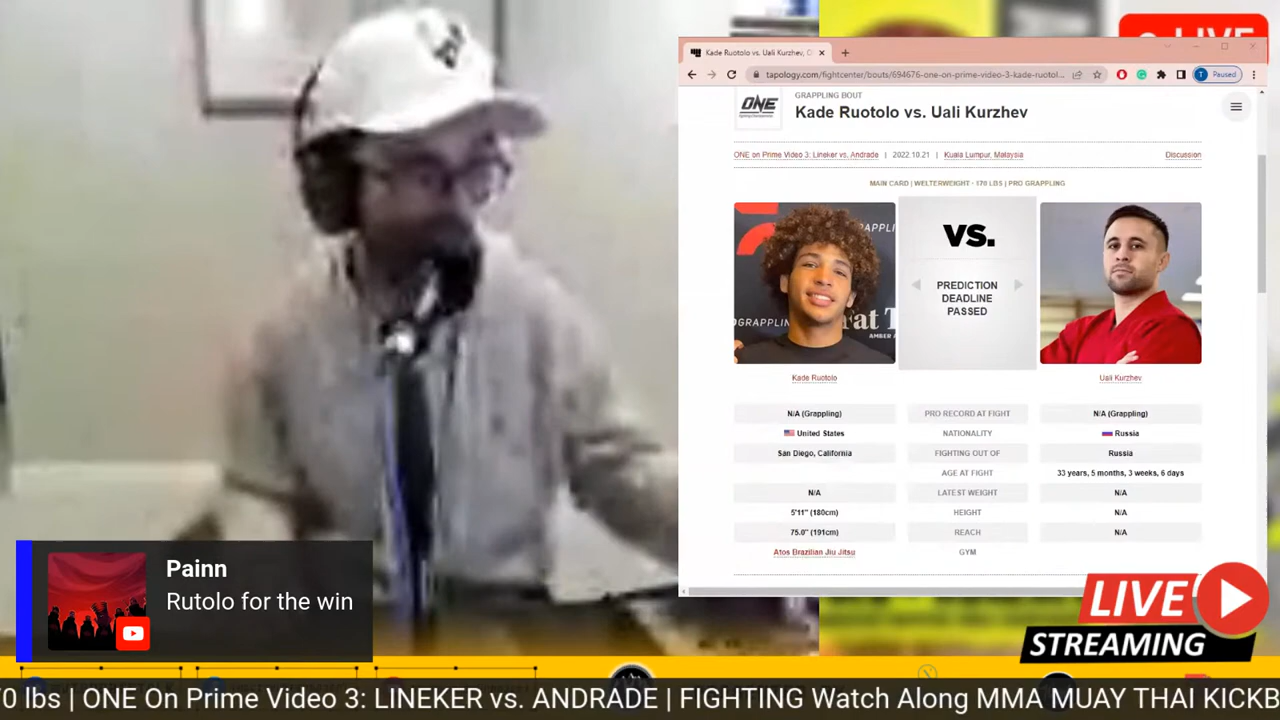 LIVE
Kade Ruotolo vs. Uali Kurzhev, O
tapology.com/fightcenter/bouts/694676-one-on-prime-video-3-kade-ruotol...
T
Paused
ONE
GRAPPLING BOUT
Kade Ruotolo vs. Uali Kurzhev
ONE on Prime Video 3: Lineker vs. Andrade | 2022.10.21 | Kuala Lumpur, Malaysia
Discussion
MAIN CARD | WELTERWEIGHT · 170 LBS | PRO GRAPPLING
VS.
PREDICTION
DEADLINE
PASSED
Kade Ruotolo
Uali Kurzhev
N/A (Grappling) PRO RECORD AT FIGHT N/A (Grappling)
United States NATIONALITY Russia
San Diego, California FIGHTING OUT OF Russia
AGE AT FIGHT 33 years, 5 months, 3 weeks, 6 days
N/A LATEST WEIGHT N/A
5'11" (180cm) HEIGHT N/A
75.0" (191cm) REACH N/A
Atos Brazilian Jiu Jitsu GYM
Painn
Rutolo for the win
LIVE
STREAMING
0 lbs | ONE On Prime Video 3: LINEKER vs. ANDRADE | FIGHTING Watch Along MMA MUAY THAI KICKB